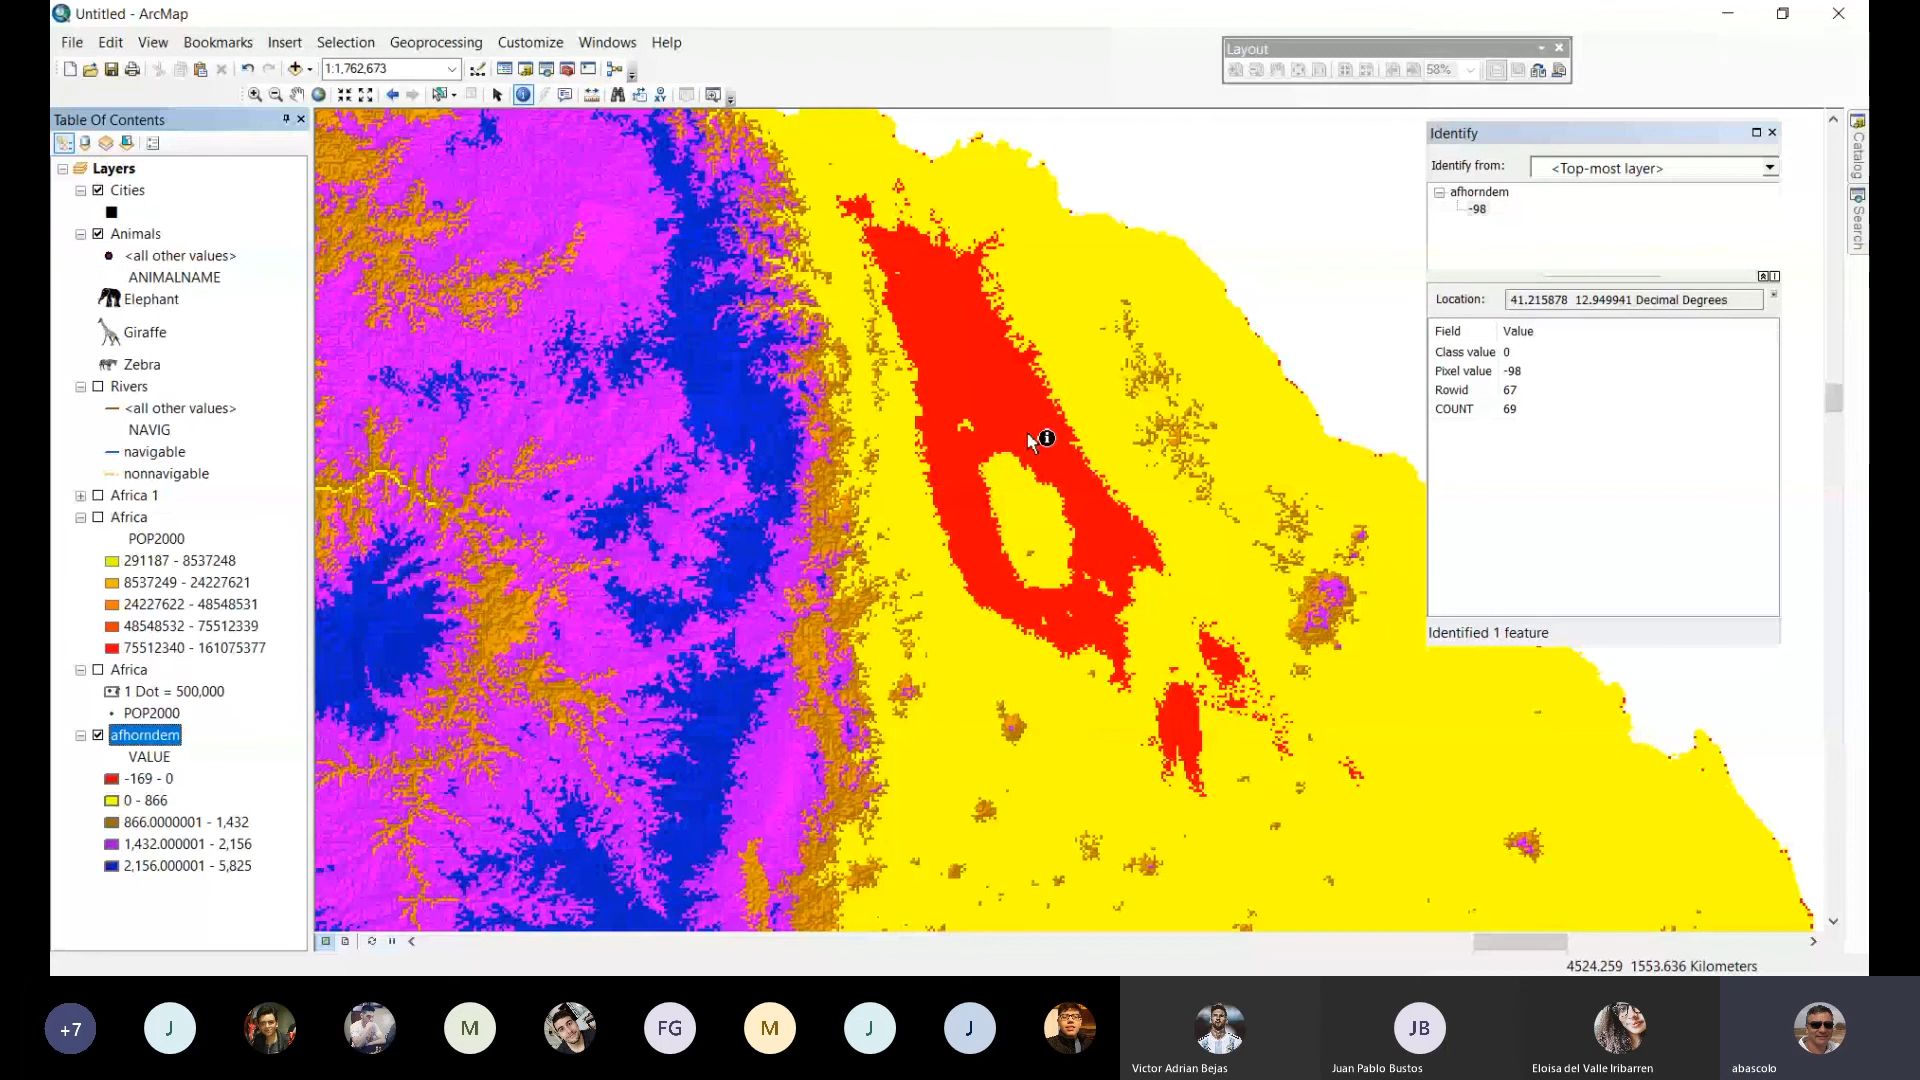 Untitled - ArcMap
File Edit View Bookmarks Insert Selection Geoprocessing Customize Windows Help
Layout
1:1,762,673
58%
Table Of Contents
Layers
Cities
Animals
<all other values>
ANIMALNAME
Elephant
Giraffe
Zebra
Rivers
<all other values>
NAVIG
navigable
nonnavigable
Africa 1
Africa
POP2000
291187 - 8537248
8537249 - 24227621
24227622 - 48548531
48548532 - 75512339
75512340 - 161075377
Africa
1 Dot = 500,000
POP2000
afhorndem
VALUE
-169 - 0
0 - 866
866.0000001 - 1,432
1,432.000001 - 2,156
2,156.000001 - 5,825
Identify
Identify from: <Top-most layer>
afhorndem
-98
Location: 41.215878 12.949941 Decimal Degrees
Field Value
Class value 0
Pixel value -98
Rowid 67
COUNT 69
Identified 1 feature
Catalog
Search
4524.259 1553.636 Kilometers
+7
J
M
FG
M
J
J
JB
Victor Adrian Bejas
Juan Pablo Bustos
Eloisa del Valle Iribarren
abascolo